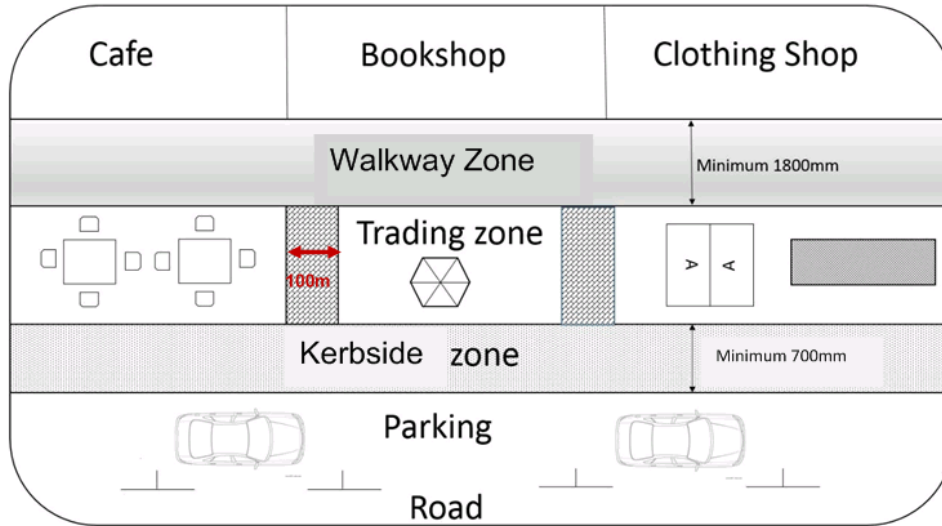 Cafe
Bookshop
Clothing Shop
Walkway Zone
Minimum 1800mm
Trading zone
100m
A A
Kerbside zone
Minimum 700mm
Parking
Road